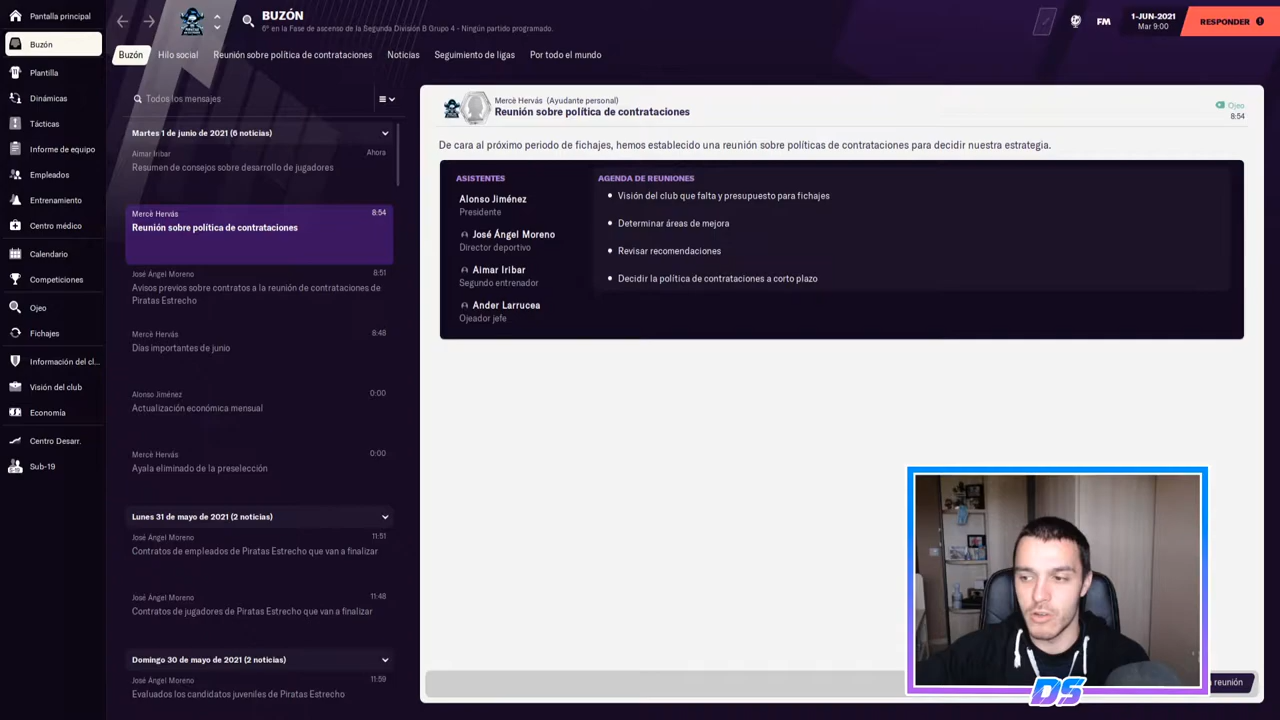 Pantalla principal
Buzón
Plantilla
Dinámicas
Tácticas
Informe de equipo
Empleados
Entrenamiento
Centro médico
Calendario
Competiciones
Ojeo
Fichajes
Información del cl...
Visión del club
Economía
Centro Desarr.
Sub-19
BUZÓN
6º en la Fase de ascenso de la Segunda División B Grupo 4 - Ningún partido programado.
FM
1-JUN-2021
Mar 9:00
RESPONDER
Buzón
Hilo social
Reunión sobre política de contrataciones
Noticias
Seguimiento de ligas
Por todo el mundo
Todos los mensajes
Martes 1 de junio de 2021 (6 noticias)
Aimar Iribar Ahora
Resumen de consejos sobre desarrollo de jugadores
Mercè Hervás 8:54
Reunión sobre política de contrataciones
José Ángel Moreno 8:51
Avisos previos sobre contratos a la reunión de contrataciones de
Piratas Estrecho
Mercè Hervás 8:48
Días importantes de junio
Alonso Jiménez 0:00
Actualización económica mensual
Mercè Hervás 0:00
Ayala eliminado de la preselección
Lunes 31 de mayo de 2021 (2 noticias)
José Ángel Moreno 11:51
Contratos de empleados de Piratas Estrecho que van a finalizar
José Ángel Moreno 11:48
Contratos de jugadores de Piratas Estrecho que van a finalizar
Domingo 30 de mayo de 2021 (2 noticias)
José Ángel Moreno 11:59
Evaluados los candidatos juveniles de Piratas Estrecho
Mercè Hervás (Ayudante personal)
Reunión sobre política de contrataciones
Ojeo
8:54
De cara al próximo periodo de fichajes, hemos establecido una reunión sobre políticas de contrataciones para decidir nuestra estrategia.
ASISTENTES
Alonso Jiménez
Presidente
José Ángel Moreno
Director deportivo
Aimar Iribar
Segundo entrenador
Ander Larrucea
Ojeador jefe
AGENDA DE REUNIONES
Visión del club que falta y presupuesto para fichajes
Determinar áreas de mejora
Revisar recomendaciones
Decidir la política de contrataciones a corto plazo
reunión
DS